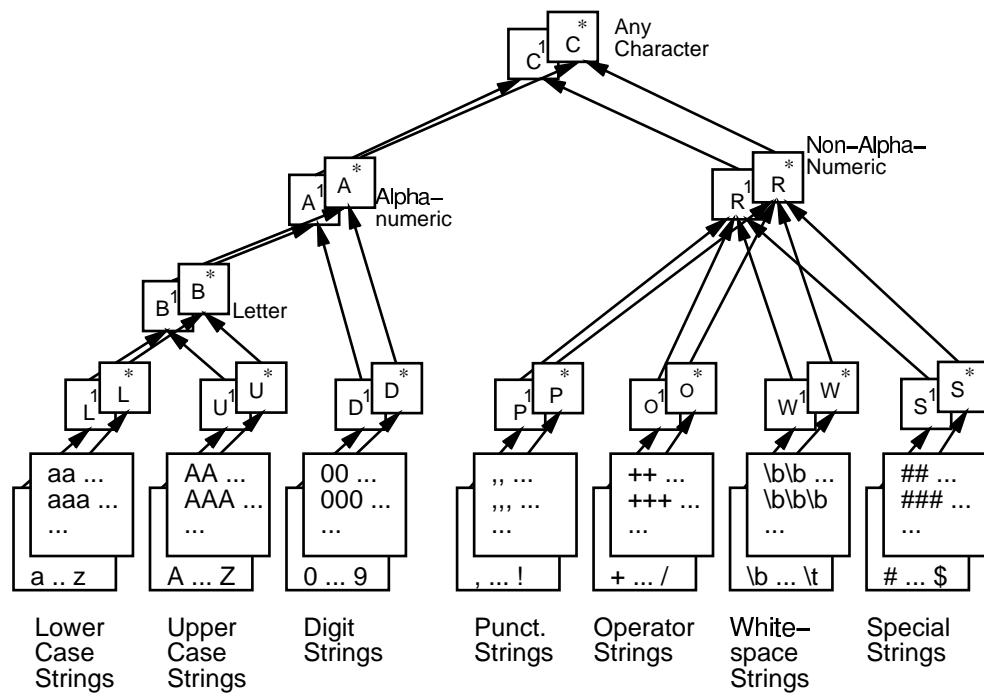 C1 C* Any
Character
A1 A* Alpha–
numeric
R1 R* Non–Alpha–
Numeric
B1 B* Letter
L1 L* U1 U* D1 D* P1 P* O1 O* W1 W* S1 S*
aa ... AA ... 00 ... ,, ... ++ ... \b\b ... ## ...
aaa ... AAA ... 000 ... ,,, ... +++ ... \b\b\b ### ...
... ... ... ... ... ... ...
a .. z A ... Z 0 ... 9 , ... ! + ... / \b ... \t # ... $
Lower Upper Digit Punct. Operator White– Special
Case Case Strings Strings Strings space Strings
Strings Strings Strings